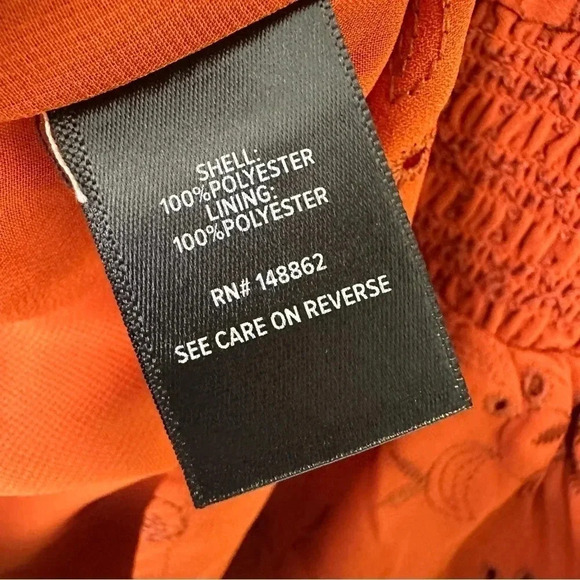 SHELL:
100%POLYESTER
LINING:
100%POLYESTER
RN# 148862
SEE CARE ON REVERSE